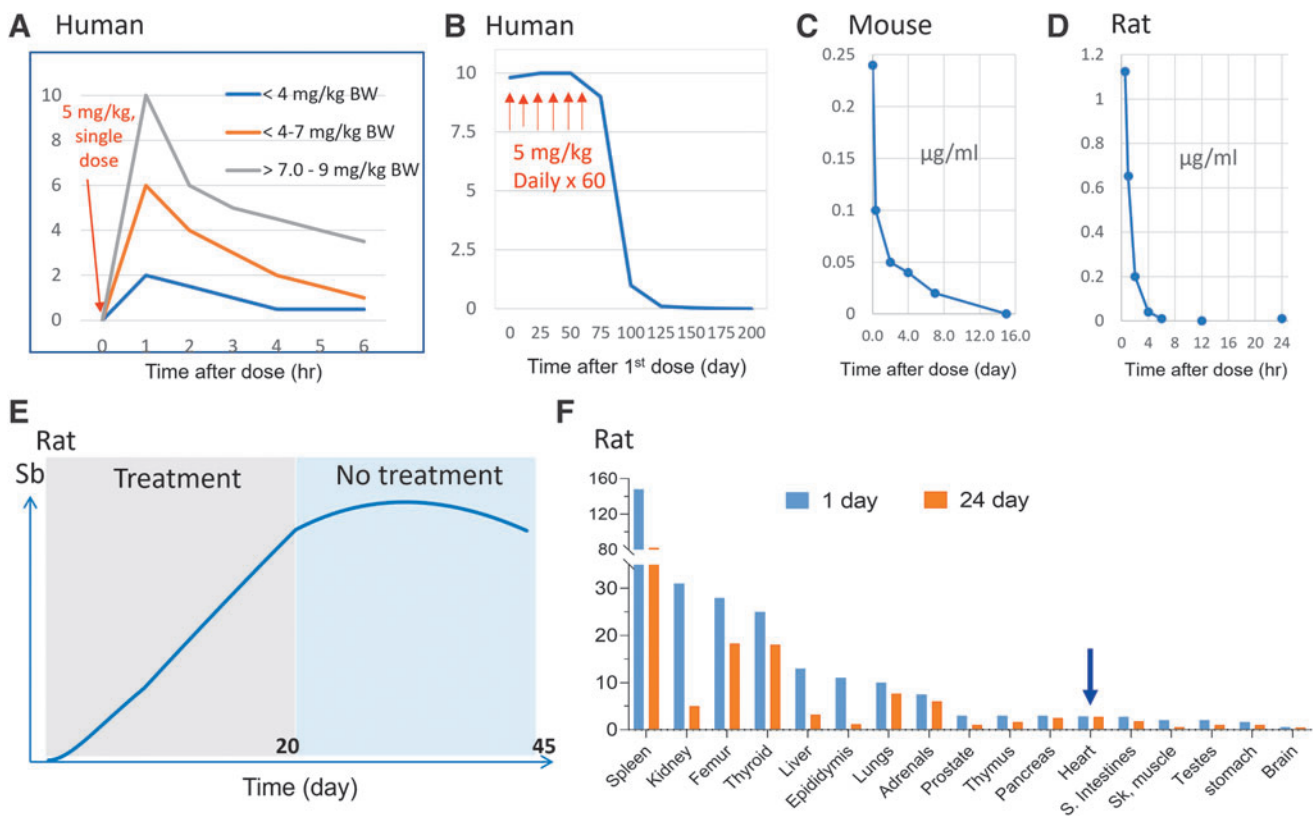 A Human
10
8
6
4
2
0
5 mg/kg,
single
dose
< 4 mg/kg BW
< 4-7 mg/kg BW
> 7.0 - 9 mg/kg BW
0 1 2 3 4 5 6
Time after dose (hr)
B Human
10
7.5
5
2.5
0
5 mg/kg
Daily x 60
0 25 50 75 100 125 150 175 200
Time after 1st dose (day)
C Mouse
0.25
0.2
0.15
0.1
0.05
0
µg/ml
0.0 4.0 8.0 12.0 16.0
Time after dose (day)
D Rat
1.2
1
0.8
0.6
0.4
0.2
0
µg/ml
0.0 4 8.0 12 16.0 20 24
Time after dose (hr)
E
Rat
Sb
Treatment
No treatment
20
45
Time (day)
F
Rat
160
120
80
30
20
10
0
1 day
24 day
Spleen
Kidney
Femur
Thyroid
Liver
Epididymis
Lungs
Adrenals
Prostate
Thymus
Pancreas
Heart
S. Intestines
Sk, muscle
Testes
stomach
Brain